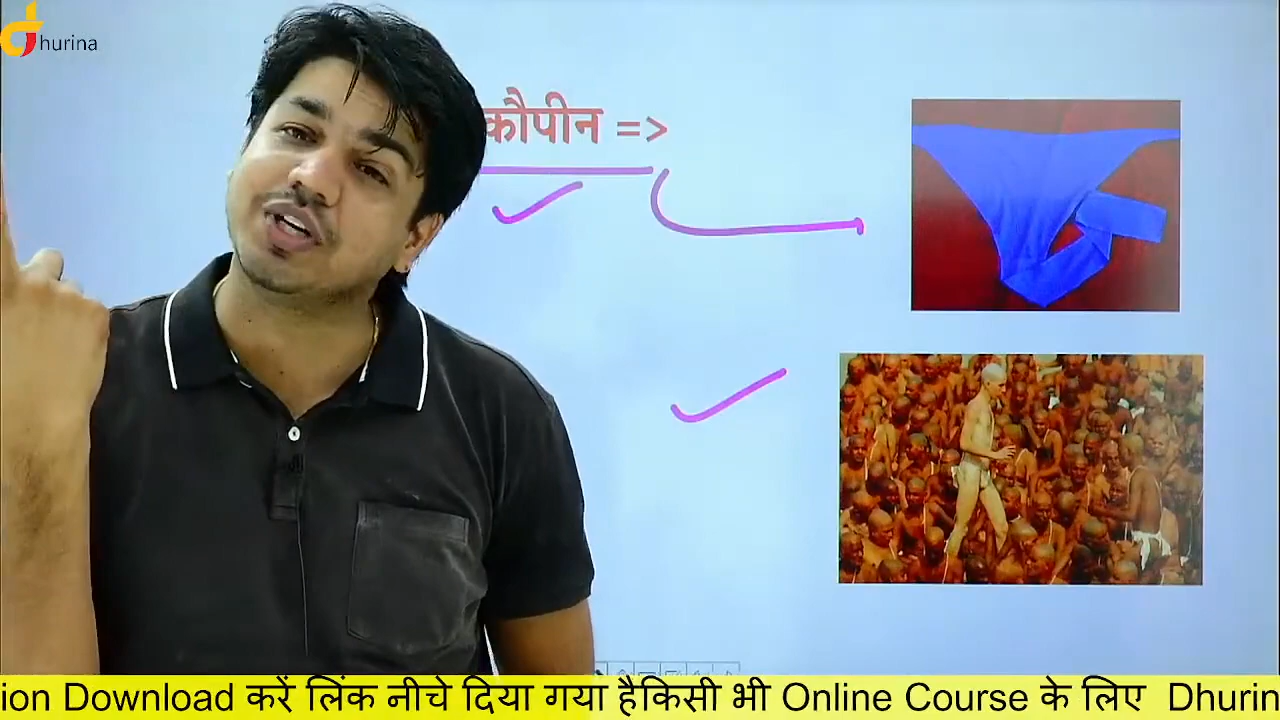 Dhurina
कौपीन =>
ion Download करें लिंक नीचे दिया गया हैकिसी भी Online Course के लिए Dhurin